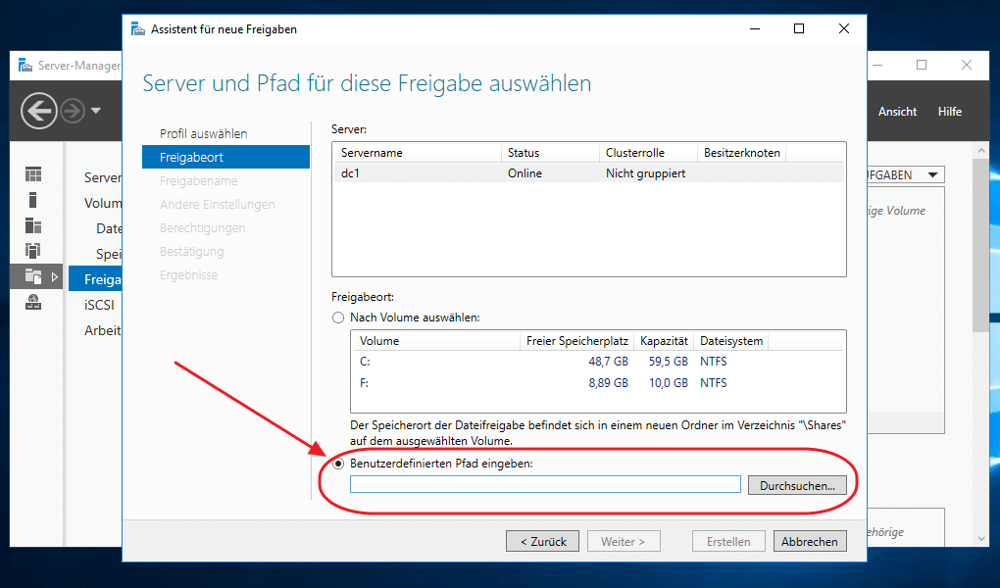 Assistent für neue Freigaben
Server-Manager
Server und Pfad für diese Freigabe auswählen
Ansicht Hilfe
Profil auswählen
Freigabeort
Freigabename
Andere Einstellungen
Berechtigungen
Bestätigung
Ergebnisse
Server:
Servername Status Clusterrolle Besitzerknoten
dc1 Online Nicht gruppiert
Freigabeort:
Nach Volume auswählen:
Volume Freier Speicherplatz Kapazität Dateisystem
C: 48,7 GB 59,5 GB NTFS
F: 8,89 GB 10,0 GB NTFS
Der Speicherort der Dateifreigabe befindet sich in einem neuen Ordner im Verzeichnis "\Shares"
auf dem ausgewählten Volume.
Benutzerdefinierten Pfad eingeben:
Durchsuchen...
< Zurück Weiter > Erstellen Abbrechen
Server
Volum
Date
Spei
Freiga
iSCSI
Arbeit
FGABEN
ige Volume
ehörige